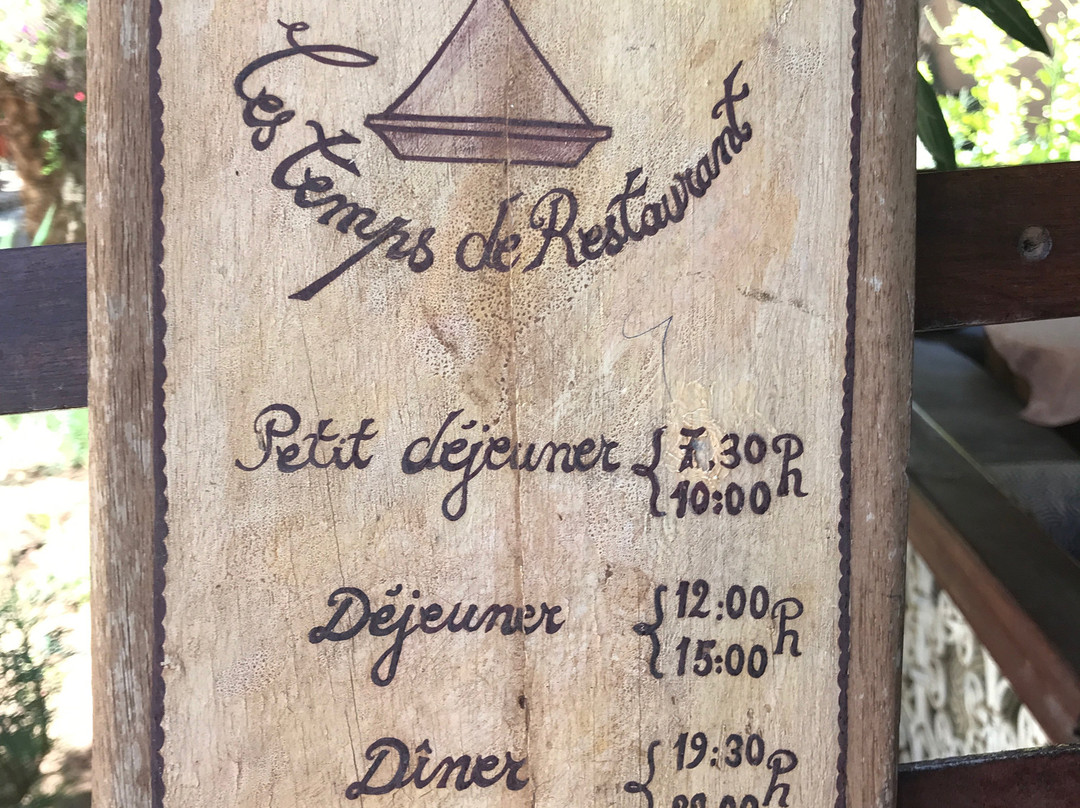 Les temps de Restaurant
Petit déjeuner { 7.30 h
10:00
Déjeuner { 12:00 h
15:00
Dîner { 19:30 h